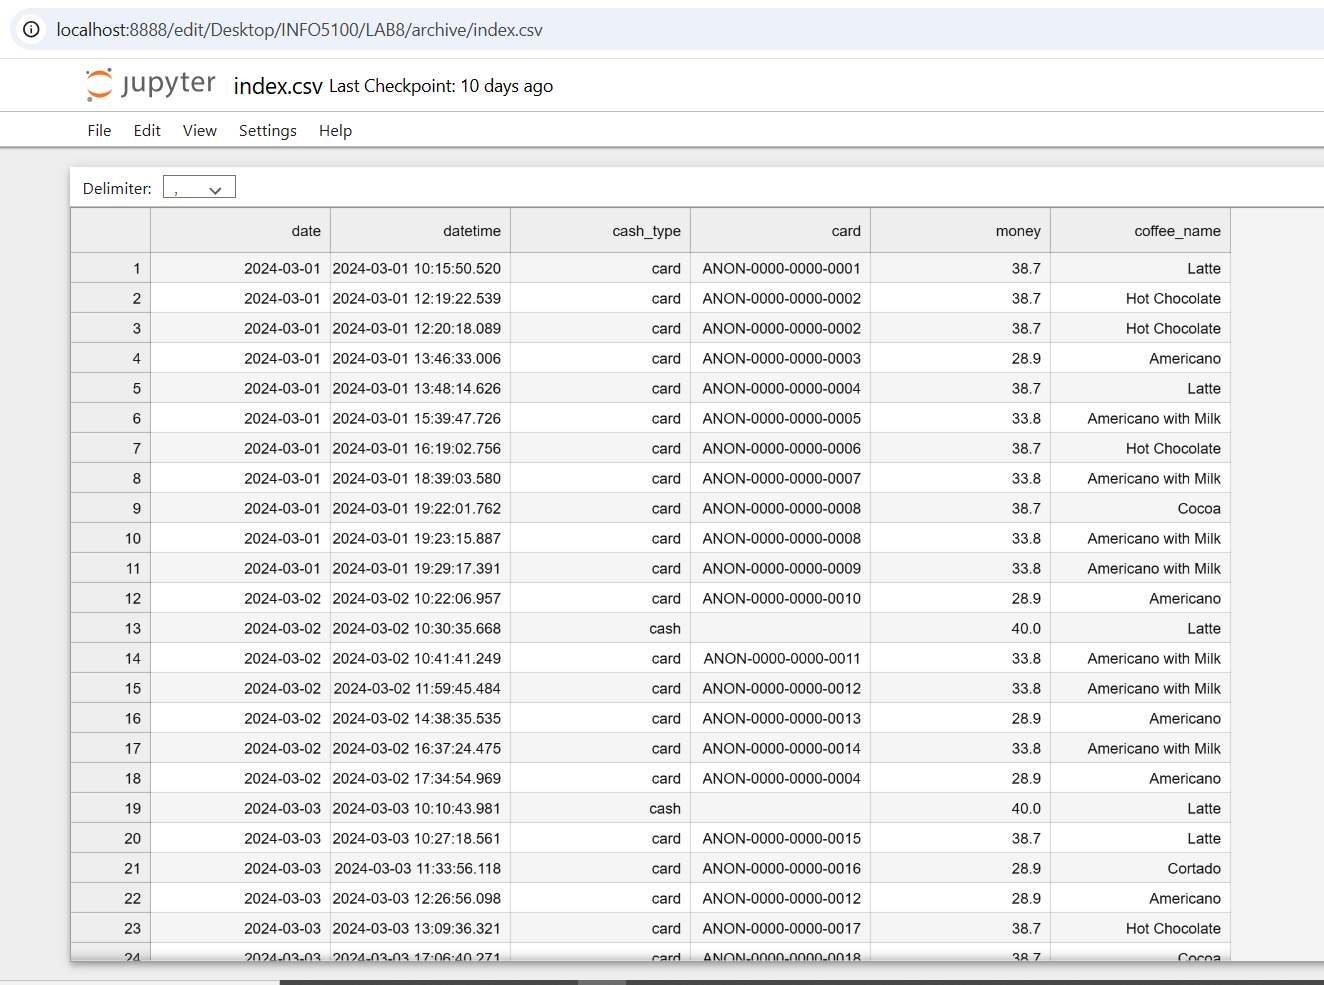 localhost:8888/edit/Desktop/INFO5100/LAB8/archive/index.csv
jupyter index.csv Last Checkpoint: 10 days ago
File Edit View Settings Help
Delimiter: ,
date datetime cash_type card money coffee_name
1 2024-03-01 2024-03-01 10:15:50.520 card ANON-0000-0000-0001 38.7 Latte
2 2024-03-01 2024-03-01 12:19:22.539 card ANON-0000-0000-0002 38.7 Hot Chocolate
3 2024-03-01 2024-03-01 12:20:18.089 card ANON-0000-0000-0002 38.7 Hot Chocolate
4 2024-03-01 2024-03-01 13:46:33.006 card ANON-0000-0000-0003 28.9 Americano
5 2024-03-01 2024-03-01 13:48:14.626 card ANON-0000-0000-0004 38.7 Latte
6 2024-03-01 2024-03-01 15:39:47.726 card ANON-0000-0000-0005 33.8 Americano with Milk
7 2024-03-01 2024-03-01 16:19:02.756 card ANON-0000-0000-0006 38.7 Hot Chocolate
8 2024-03-01 2024-03-01 18:39:03.580 card ANON-0000-0000-0007 33.8 Americano with Milk
9 2024-03-01 2024-03-01 19:22:01.762 card ANON-0000-0000-0008 38.7 Cocoa
10 2024-03-01 2024-03-01 19:23:15.887 card ANON-0000-0000-0008 33.8 Americano with Milk
11 2024-03-01 2024-03-01 19:29:17.391 card ANON-0000-0000-0009 33.8 Americano with Milk
12 2024-03-02 2024-03-02 10:22:06.957 card ANON-0000-0000-0010 28.9 Americano
13 2024-03-02 2024-03-02 10:30:35.668 cash 40.0 Latte
14 2024-03-02 2024-03-02 10:41:41.249 card ANON-0000-0000-0011 33.8 Americano with Milk
15 2024-03-02 2024-03-02 11:59:45.484 card ANON-0000-0000-0012 33.8 Americano with Milk
16 2024-03-02 2024-03-02 14:38:35.535 card ANON-0000-0000-0013 28.9 Americano
17 2024-03-02 2024-03-02 16:37:24.475 card ANON-0000-0000-0014 33.8 Americano with Milk
18 2024-03-02 2024-03-02 17:34:54.969 card ANON-0000-0000-0004 28.9 Americano
19 2024-03-03 2024-03-03 10:10:43.981 cash 40.0 Latte
20 2024-03-03 2024-03-03 10:27:18.561 card ANON-0000-0000-0015 38.7 Latte
21 2024-03-03 2024-03-03 11:33:56.118 card ANON-0000-0000-0016 28.9 Cortado
22 2024-03-03 2024-03-03 12:26:56.098 card ANON-0000-0000-0012 28.9 Americano
23 2024-03-03 2024-03-03 13:09:36.321 card ANON-0000-0000-0017 38.7 Hot Chocolate
24 2024-03-03 2024-03-03 17:06:40.271 card ANON-0000-0000-0018 38.7 Cocoa